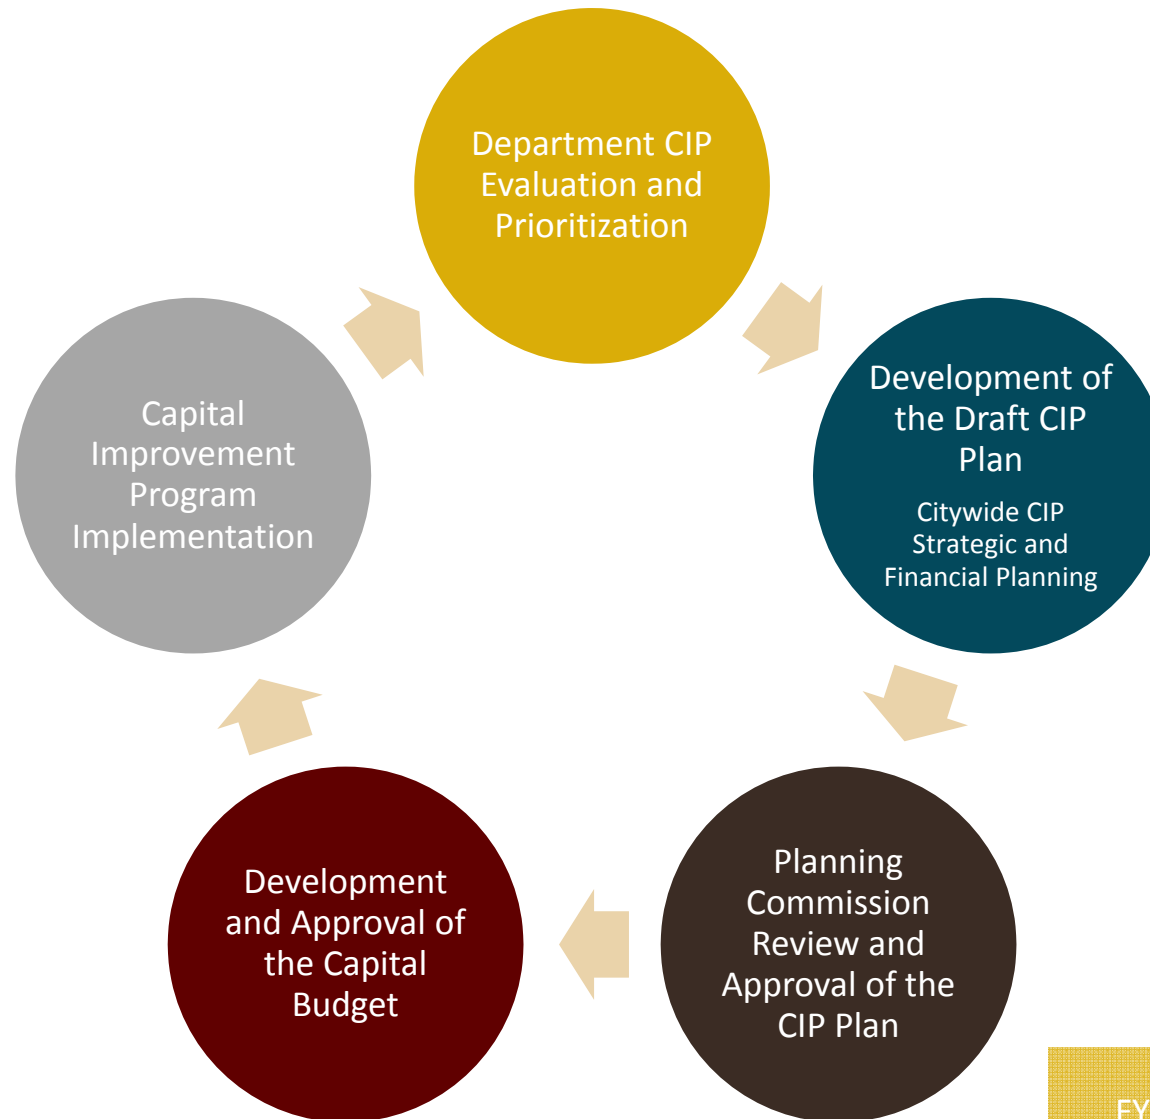 Department CIP
Evaluation and
Prioritization
Development of
the Draft CIP
Plan
Citywide CIP
Strategic and
Financial Planning
Planning
Commission
Review and
Approval of the
CIP Plan
Development
and Approval of
the Capital
Budget
Capital
Improvement
Program
Implementation
FY